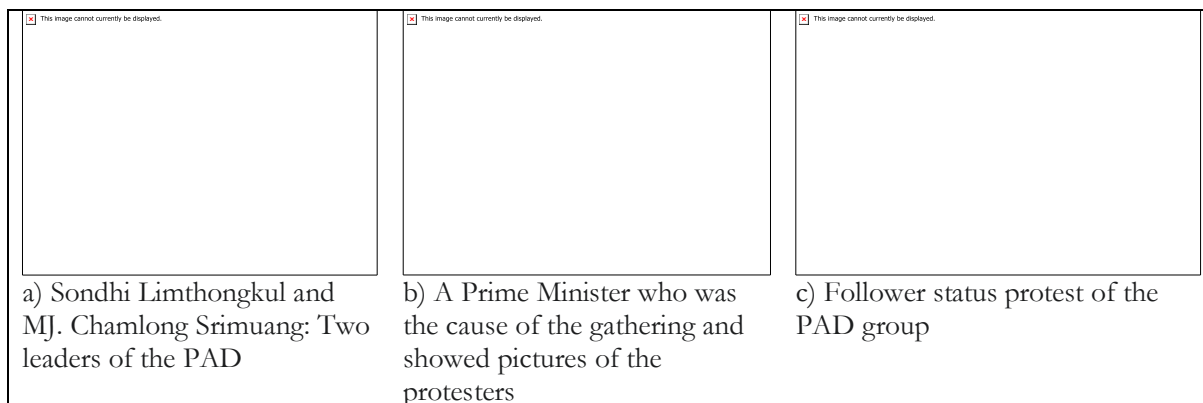 This image cannot currently be displayed.
This image cannot currently be displayed.
This image cannot currently be displayed.
a) Sondhi Limthongkul and
MJ. Chamlong Srimuang: Two
leaders of the PAD
b) A Prime Minister who was
the cause of the gathering and
showed pictures of the
protesters
c) Follower status protest of the
PAD group